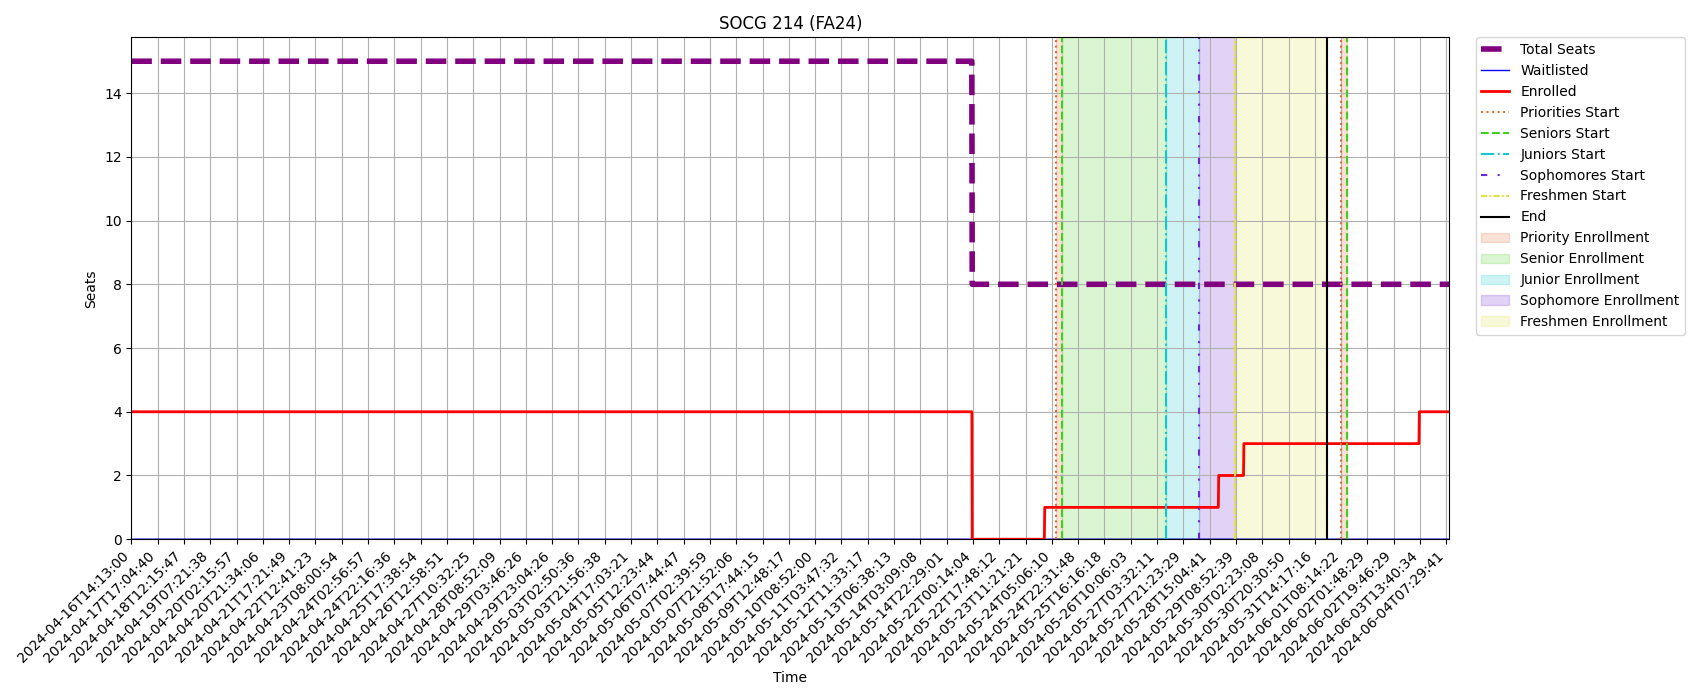 SOCG 214 (FA24)
Total Seats
Waitlisted
Enrolled
Priorities Start
Seniors Start
Juniors Start
Sophomores Start
Freshmen Start
End
Priority Enrollment
Senior Enrollment
Junior Enrollment
Sophomore Enrollment
Freshmen Enrollment
Seats
14
12
10
8
6
4
2
0
2024-04-16T14:13:00
2024-04-17T17:04:40
2024-04-18T12:15:47
2024-04-19T07:21:38
2024-04-20T02:15:57
2024-04-20T21:34:06
2024-04-21T17:21:49
2024-04-22T12:41:23
2024-04-23T08:00:54
2024-04-24T02:56:57
2024-04-24T22:16:36
2024-04-25T17:38:54
2024-04-26T12:58:51
2024-04-27T10:32:25
2024-04-28T08:52:09
2024-04-29T03:46:26
2024-04-29T23:04:26
2024-05-03T02:50:36
2024-05-03T21:56:38
2024-05-04T17:03:21
2024-05-05T12:23:44
2024-05-06T07:44:47
2024-05-07T02:39:59
2024-05-07T21:52:06
2024-05-08T17:44:15
2024-05-09T12:48:17
2024-05-10T08:52:00
2024-05-11T03:47:32
2024-05-12T11:33:17
2024-05-13T06:38:13
2024-05-14T03:09:08
2024-05-14T22:29:01
2024-05-22T00:14:04
2024-05-22T17:48:12
2024-05-23T11:21:21
2024-05-24T05:06:10
2024-05-24T22:31:48
2024-05-25T16:16:18
2024-05-26T10:06:03
2024-05-27T03:32:11
2024-05-27T21:23:29
2024-05-28T15:04:41
2024-05-29T08:52:39
2024-05-30T02:23:08
2024-05-30T20:30:50
2024-05-31T14:17:16
2024-06-01T08:14:22
2024-06-02T01:48:29
2024-06-02T19:46:29
2024-06-03T13:40:34
2024-06-04T07:29:41
Time